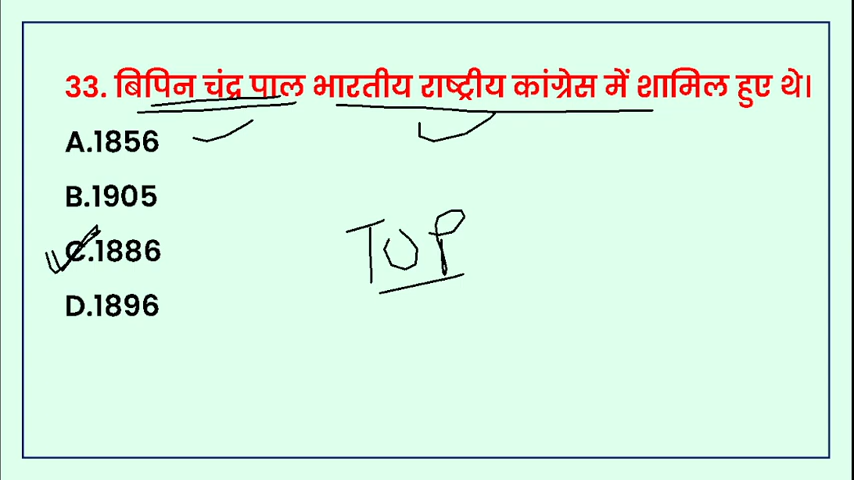 33. बिपिन चंद्र पाल भारतीय राष्ट्रीय कांग्रेस में शामिल हुए थे।
A.1856
B.1905
C.1886
TOP
D.1896